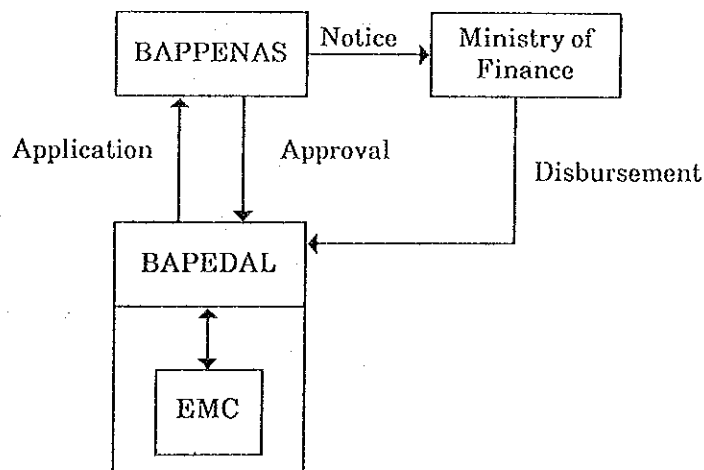 BAPPENAS
Notice
Ministry of
Finance
Application
Approval
Disbursement
BAPEDAL
EMC